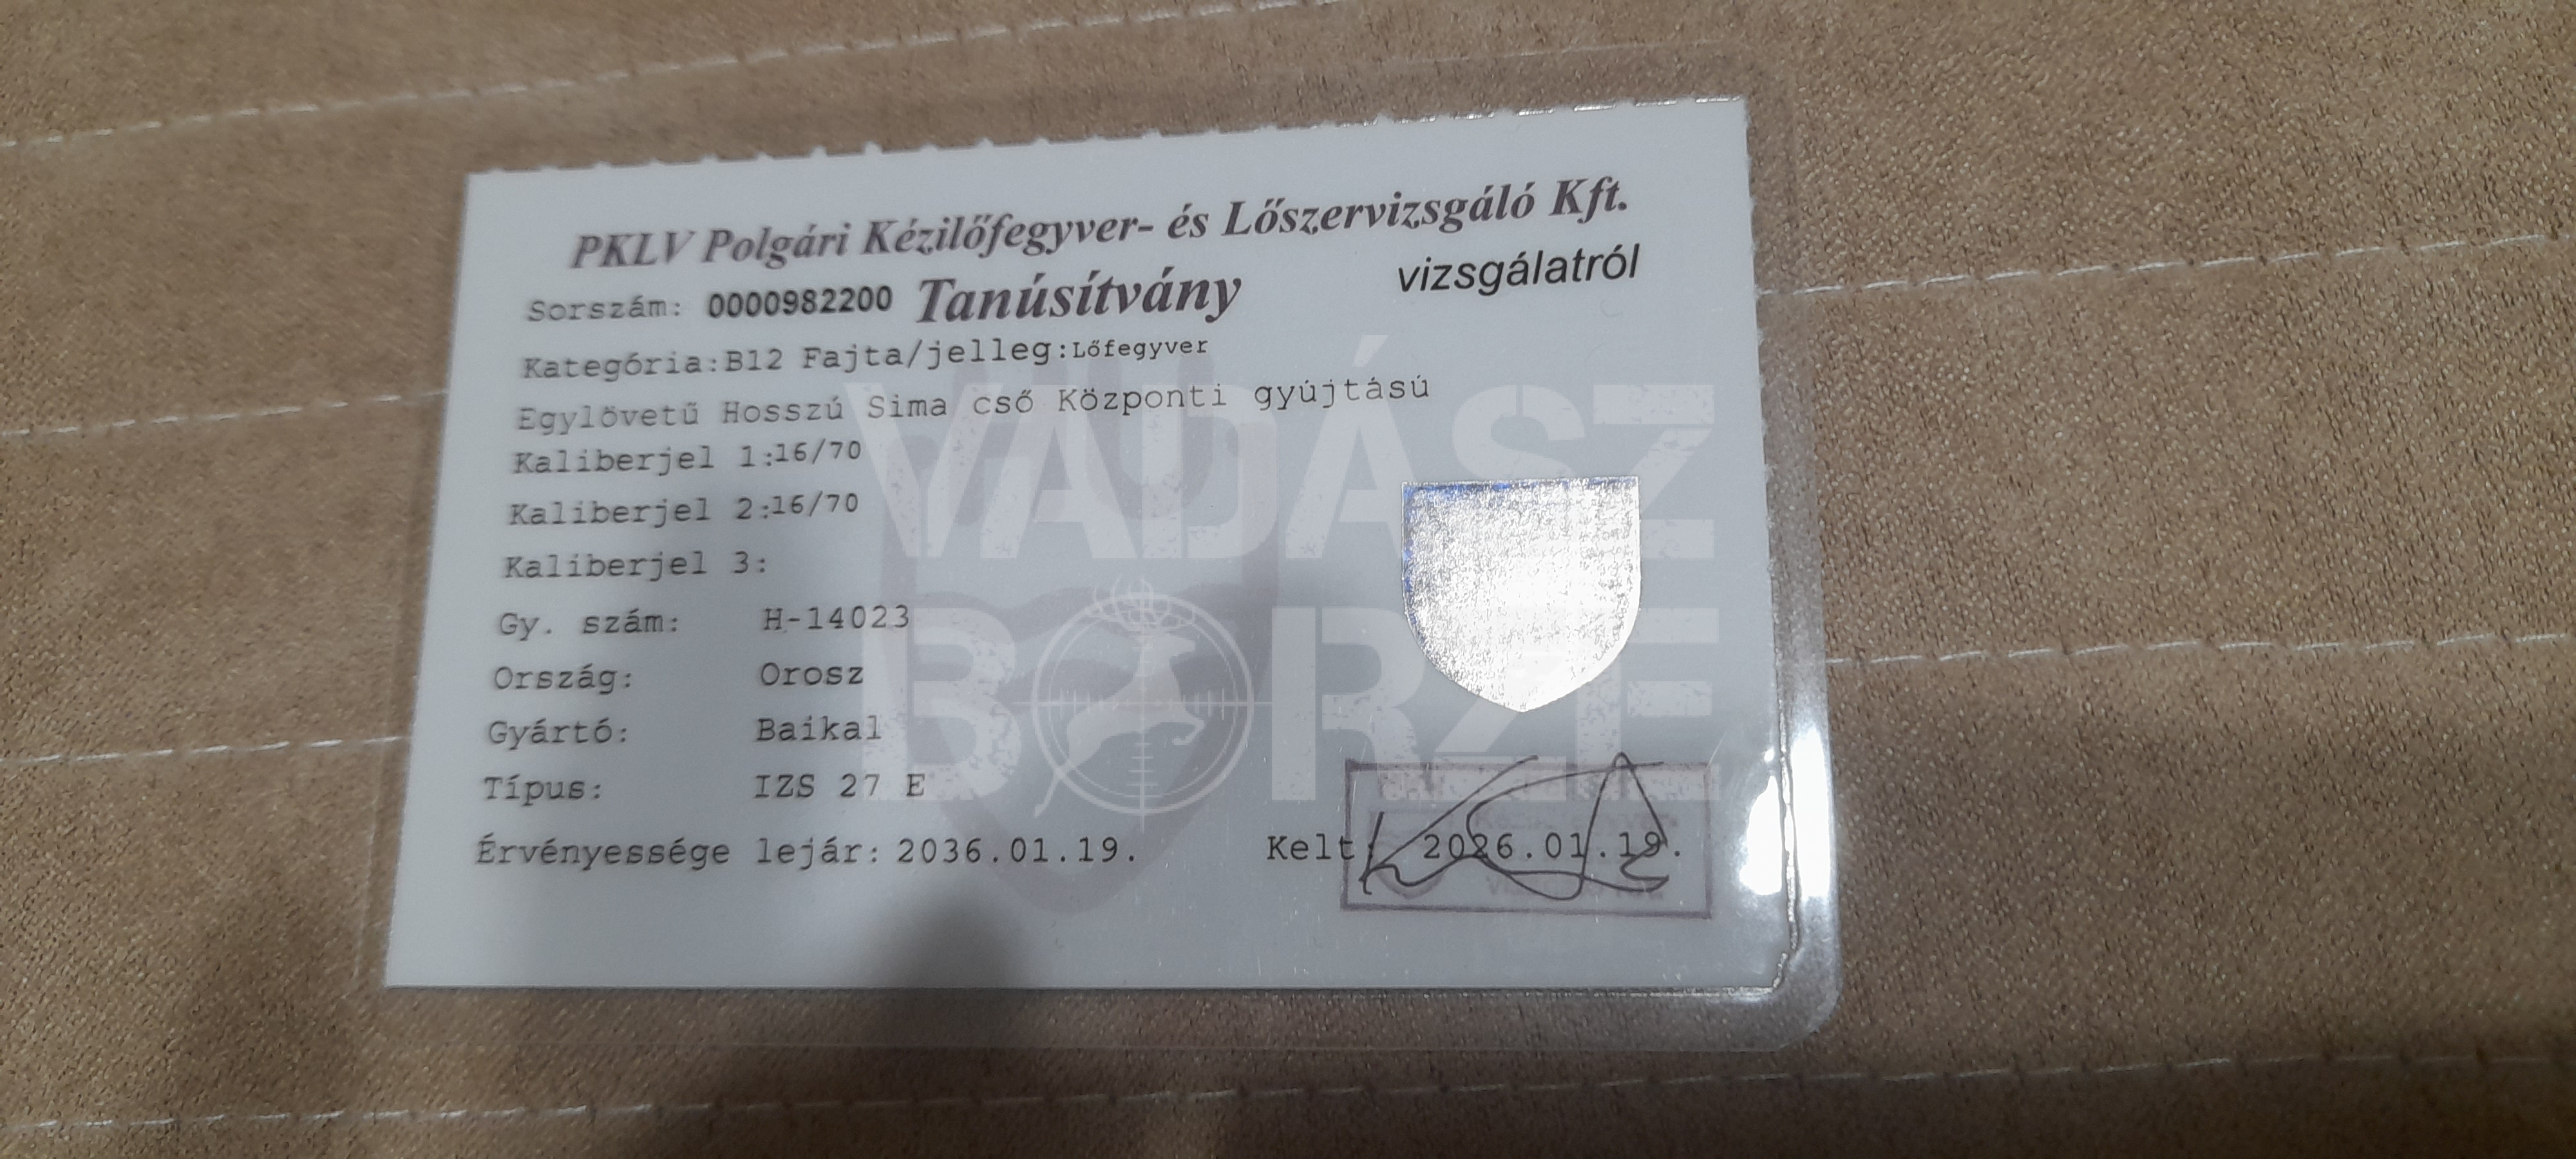 PKLV Polgári Kézilőfegyver- és Lőszervizsgáló Kft.
Sorszám: 0000982200 Tanúsítvány vizsgálatról
Kategória:B12 Fajta/jelleg:Lőfegyver
Egylövetű Hosszú Sima cső Központi gyújtású
Kaliberjel 1:16/70
Kaliberjel 2:16/70
Kaliberjel 3:
Gy. szám: H-14023
Ország: Orosz
Gyártó: Baikal
Típus: IZS 27 E
Érvényessége lejár: 2036.01.19. Kelt: 2026.01.19.
VADÁSZ
BÖRZE